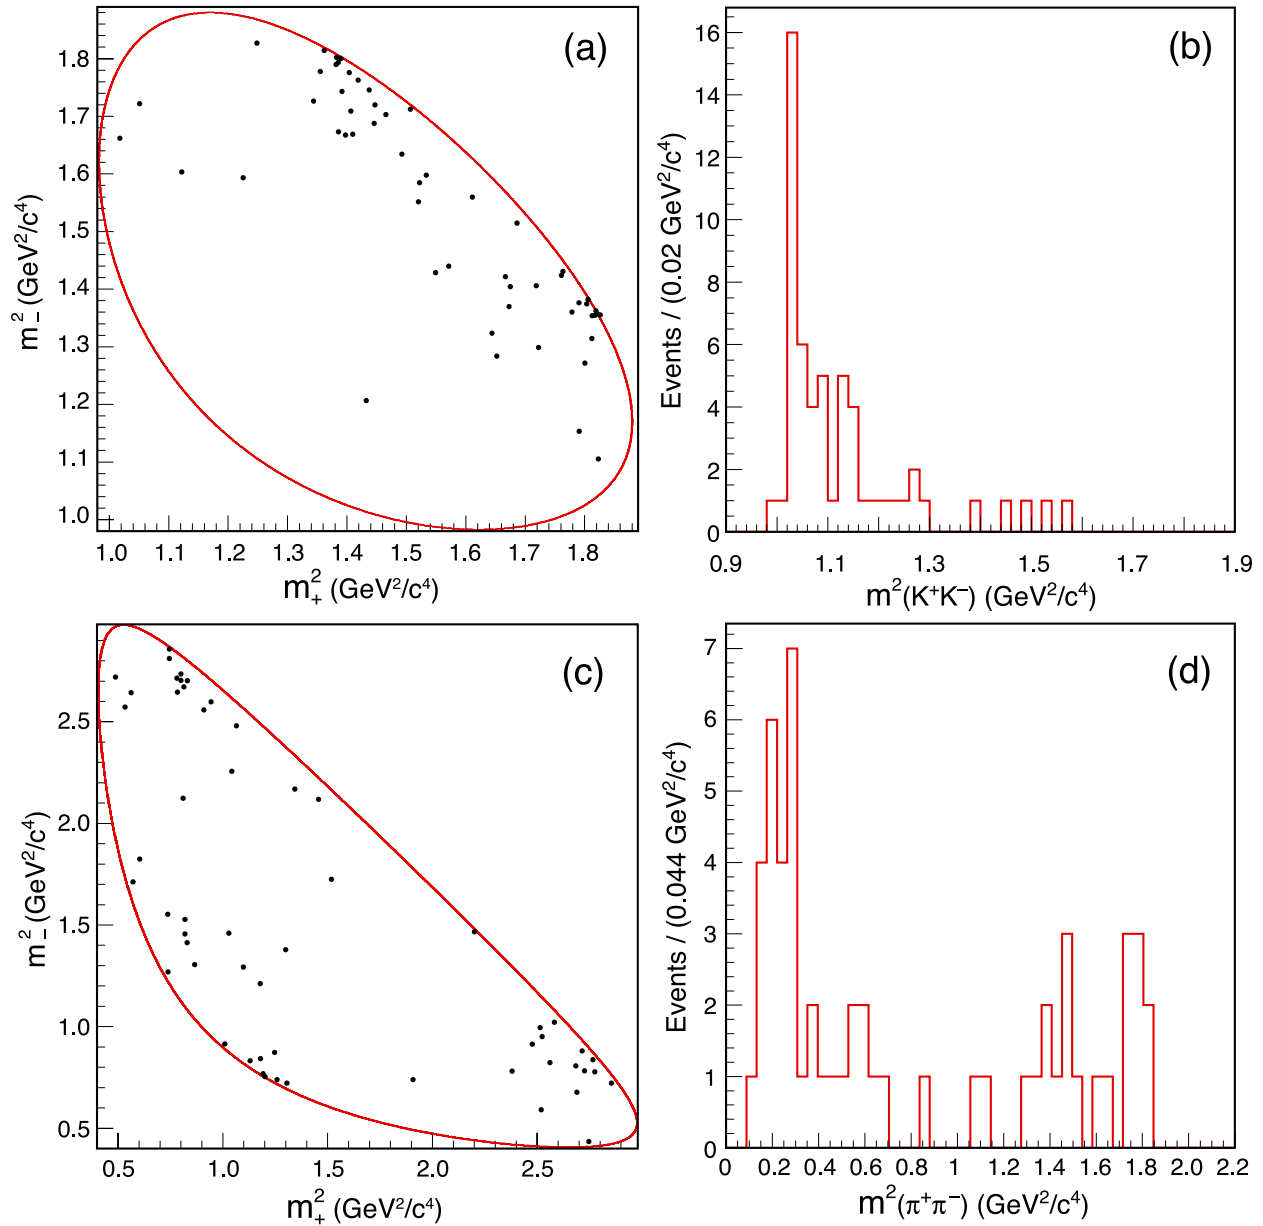 (a)
1.8
1.7
1.6
1.5
1.4
1.3
1.2
1.1
1.0
m²₋ (GeV²/c⁴)
1.0 1.1 1.2 1.3 1.4 1.5 1.6 1.7 1.8
m²₊ (GeV²/c⁴)
(b)
16
14
12
10
8
6
4
2
0
Events / (0.02 GeV²/c⁴)
0.9 1.1 1.3 1.5 1.7 1.9
m²(K⁺K⁻) (GeV²/c⁴)
(c)
2.5
2.0
1.5
1.0
0.5
m²₋ (GeV²/c⁴)
0.5 1.0 1.5 2.0 2.5
m²₊ (GeV²/c⁴)
(d)
7
6
5
4
3
2
1
0
Events / (0.044 GeV²/c⁴)
0 0.2 0.4 0.6 0.8 1 1.2 1.4 1.6 1.8 2.0 2.2
m²(π⁺π⁻) (GeV²/c⁴)